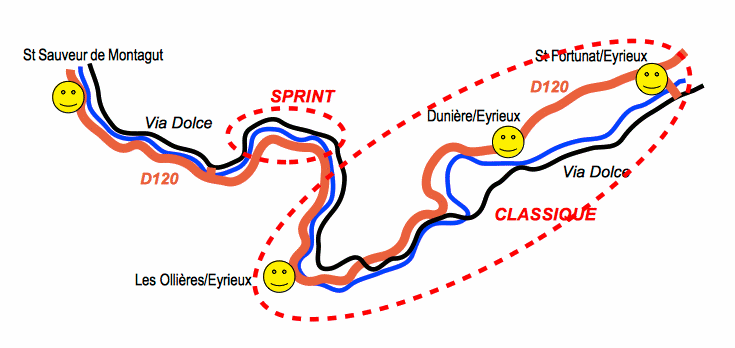 St Sauveur de Montagut
St Fortunat/Eyrieux
SPRINT
D120
Dunière/Eyrieux
Via Dolce
D120
Via Dolce
CLASSIQUE
Les Ollières/Eyrieux